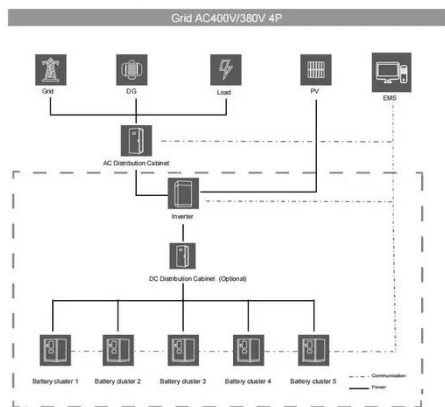 Grid AC400V/380V 4P
Grid
DG
Load
PV
EMS
AC Distribution Cabinet
Inverter
DC Distribution Cabinet (Optional)
Battery cluster 1
Battery cluster 2
Battery cluster 3
Battery cluster 4
Battery cluster 5
Communication
Power